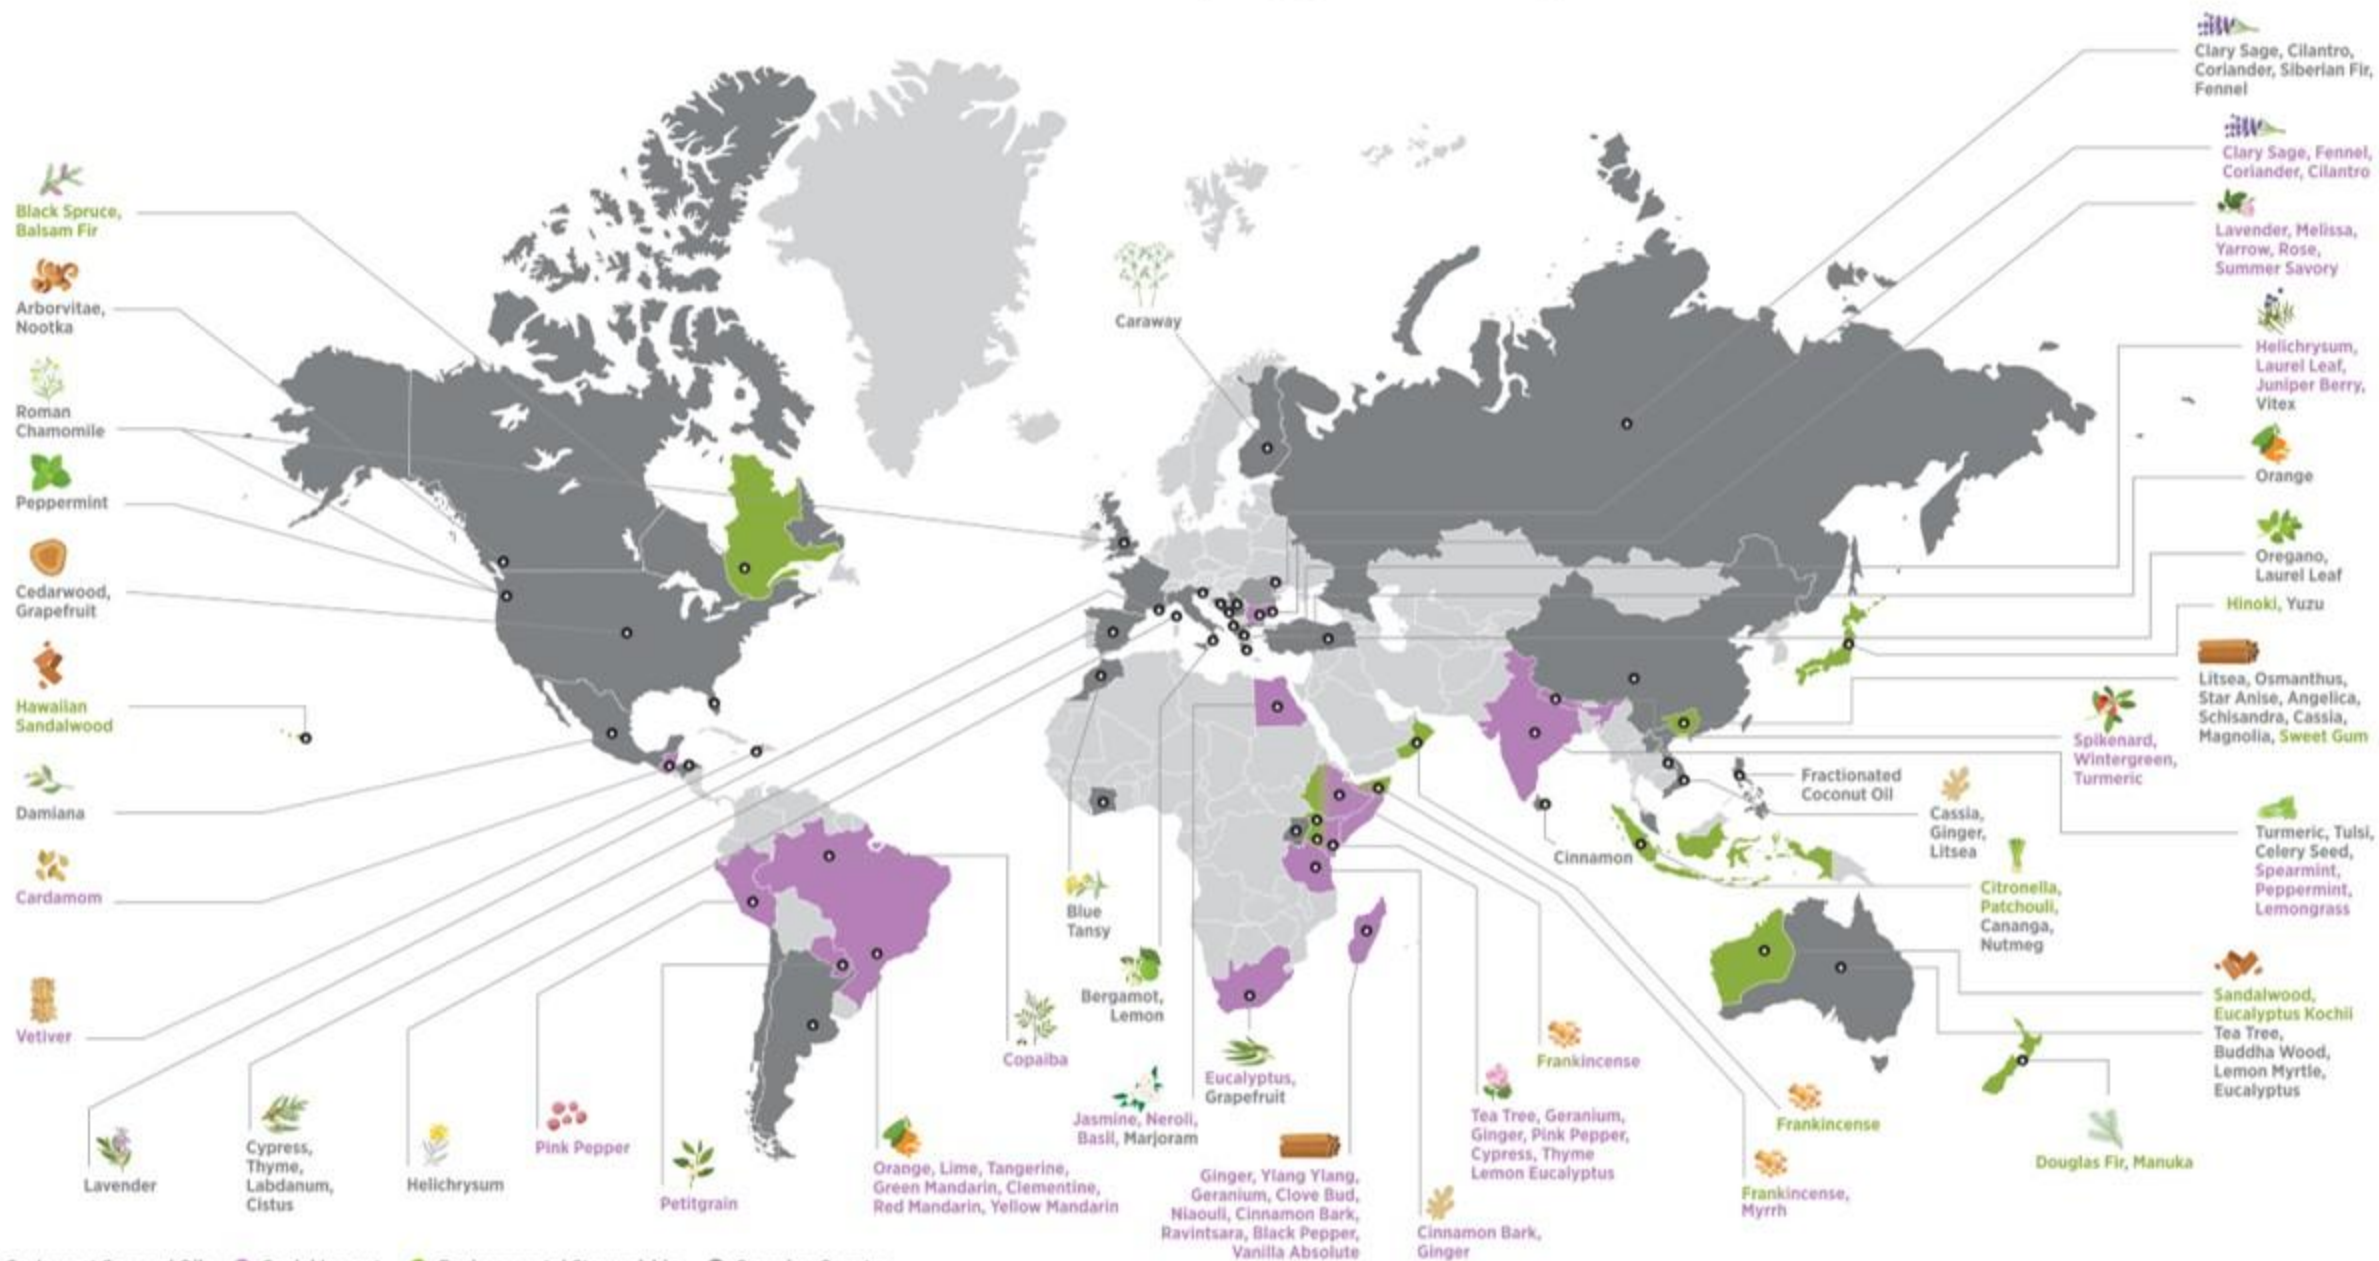 Black Spruce,
Balsam Fir
Arborvitae,
Nootka
Roman
Chamomile
Peppermint
Cedarwood,
Grapefruit
Hawaiian
Sandalwood
Damiana
Cardamom
Vetiver
Lavender
Cypress,
Thyme,
Labdanum,
Cistus
Helichrysum
Pink Pepper
Petitgrain
Orange, Lime, Tangerine,
Green Mandarin, Clementine,
Red Mandarin, Yellow Mandarin
Copaiba
Caraway
Blue
Tansy
Bergamot,
Lemon
Jasmine, Neroli,
Basil, Marjoram
Eucalyptus,
Grapefruit
Ginger, Ylang Ylang,
Geranium, Clove Bud,
Niaouli, Cinnamon Bark,
Ravintsara, Black Pepper,
Vanilla Absolute
Cinnamon Bark,
Ginger
Tea Tree, Geranium,
Ginger, Pink Pepper,
Cypress, Thyme
Lemon Eucalyptus
Frankincense
Frankincense,
Myrrh
Frankincense
Cinnamon
Fractionated
Coconut Oil
Cassia,
Ginger,
Litsea
Citronella,
Patchouli,
Cananga,
Nutmeg
Clary Sage, Cilantro,
Coriander, Siberian Fir,
Fennel
Clary Sage, Fennel,
Coriander, Cilantro
Lavender, Melissa,
Yarrow, Rose,
Summer Savory
Helichrysum,
Laurel Leaf,
Juniper Berry,
Vitex
Orange
Oregano,
Laurel Leaf
Hinoki, Yuzu
Litsea, Osmanthus,
Star Anise, Angelica,
Schisandra, Cassia,
Magnolia, Sweet Gum
Spikenard,
Wintergreen,
Turmeric
Turmeric, Tulsi,
Celery Seed,
Spearmint,
Peppermint,
Lemongrass
Sandalwood,
Eucalyptus Kochii
Tea Tree,
Buddha Wood,
Lemon Myrtle,
Eucalyptus
Douglas Fir, Manuka